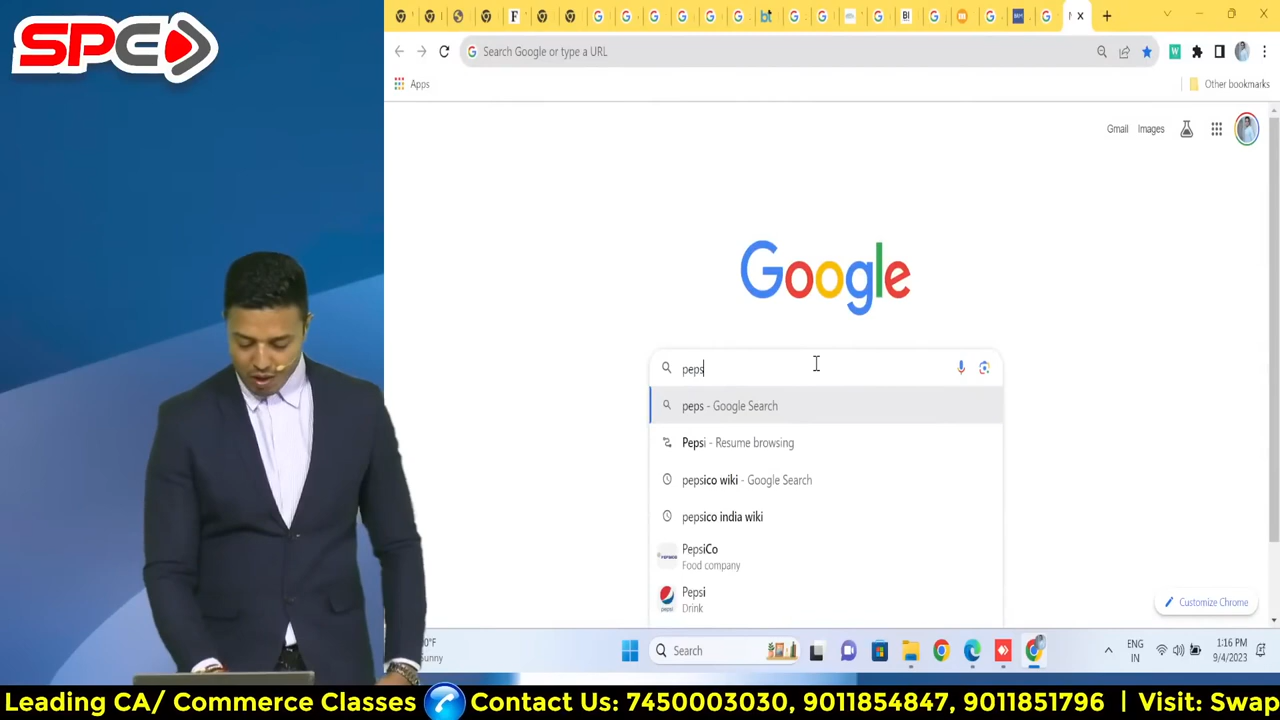 SPC
Search Google or type a URL
Apps
Other bookmarks
Gmail Images
Google
peps
peps - Google Search
Pepsi - Resume browsing
pepsico wiki - Google Search
pepsico india wiki
PepsiCo
Food company
Pepsi
Drink
Customize Chrome
Search
ENG
IN
1:16 PM
9/4/2023
Leading CA/ Commerce Classes Contact Us: 7450003030, 9011854847, 9011851796 | Visit: Swap